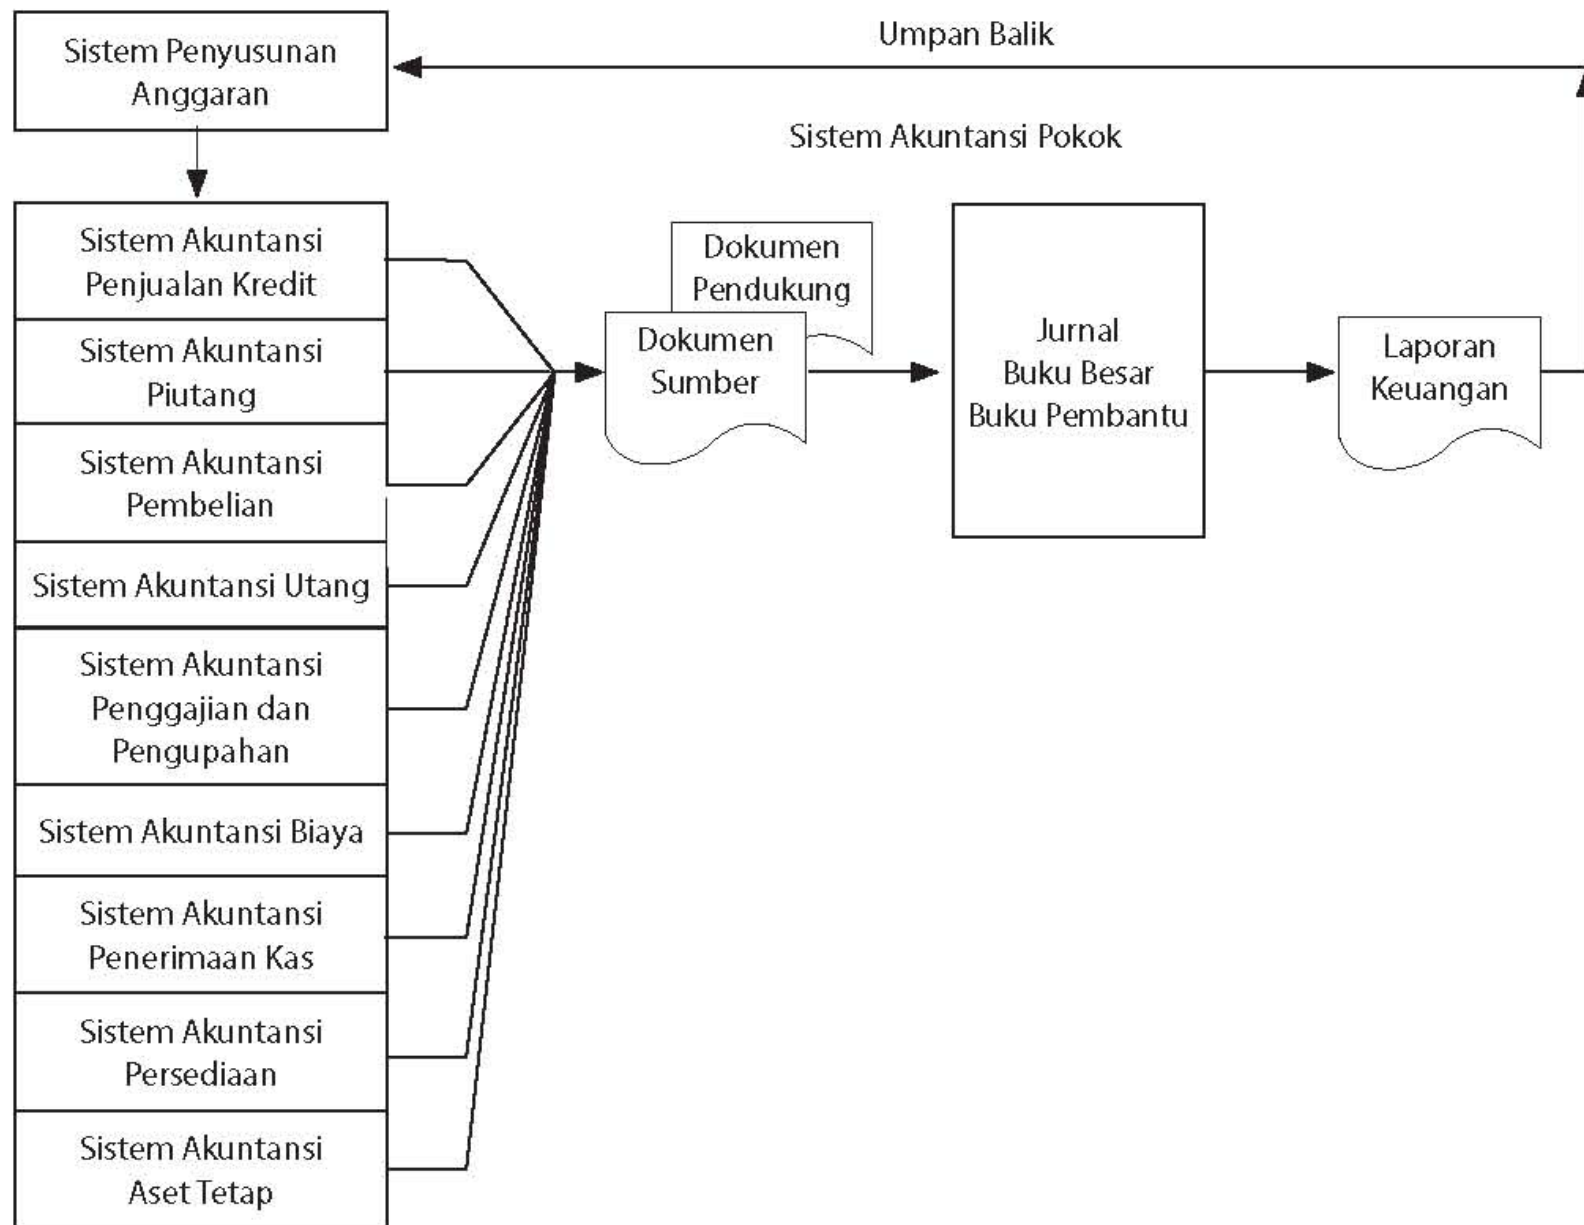 Sistem Penyusunan
Anggaran
Umpan Balik
Sistem Akuntansi Pokok
Sistem Akuntansi
Penjualan Kredit
Sistem Akuntansi
Piutang
Sistem Akuntansi
Pembelian
Sistem Akuntansi Utang
Sistem Akuntansi
Penggajian dan
Pengupahan
Sistem Akuntansi Biaya
Sistem Akuntansi
Penerimaan Kas
Sistem Akuntansi
Persediaan
Sistem Akuntansi
Aset Tetap
Dokumen
Pendukung
Dokumen
Sumber
Jurnal
Buku Besar
Buku Pembantu
Laporan
Keuangan